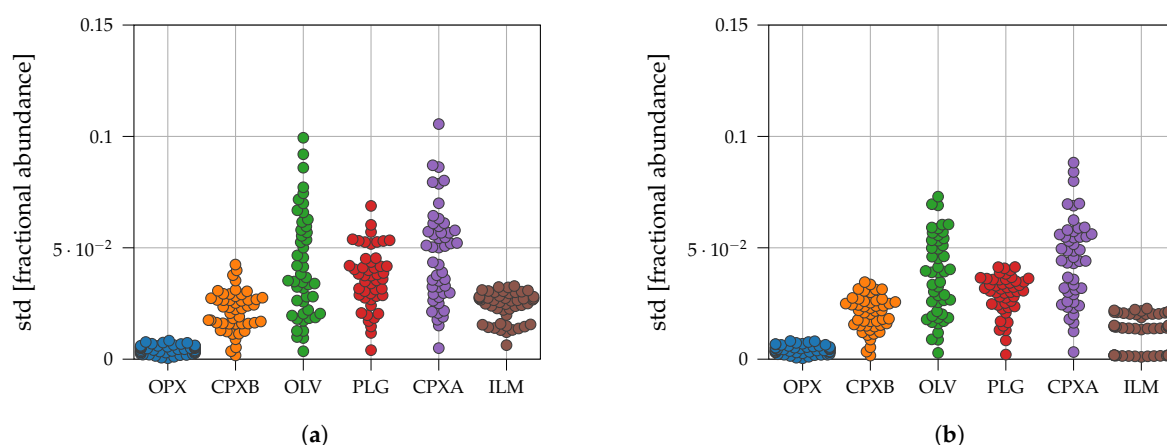 std [fractional abundance]
0.15
0.1
5 · 10⁻²
0
OPX CPXB OLV PLG CPXA ILM
(a)
std [fractional abundance]
0.15
0.1
5 · 10⁻²
0
OPX CPXB OLV PLG CPXA ILM
(b)